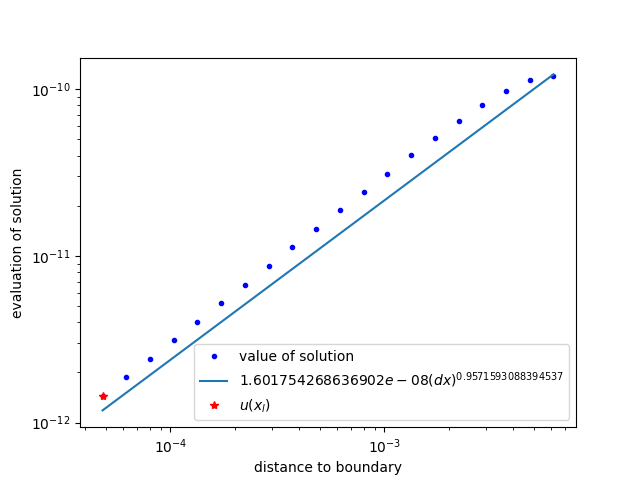 10⁻¹⁰
10⁻¹¹
10⁻¹²
evaluation of solution
value of solution
1.601754268636902e − 08(dx)^0.9571593088394537
u(x_l)
10⁻⁴
10⁻³
distance to boundary